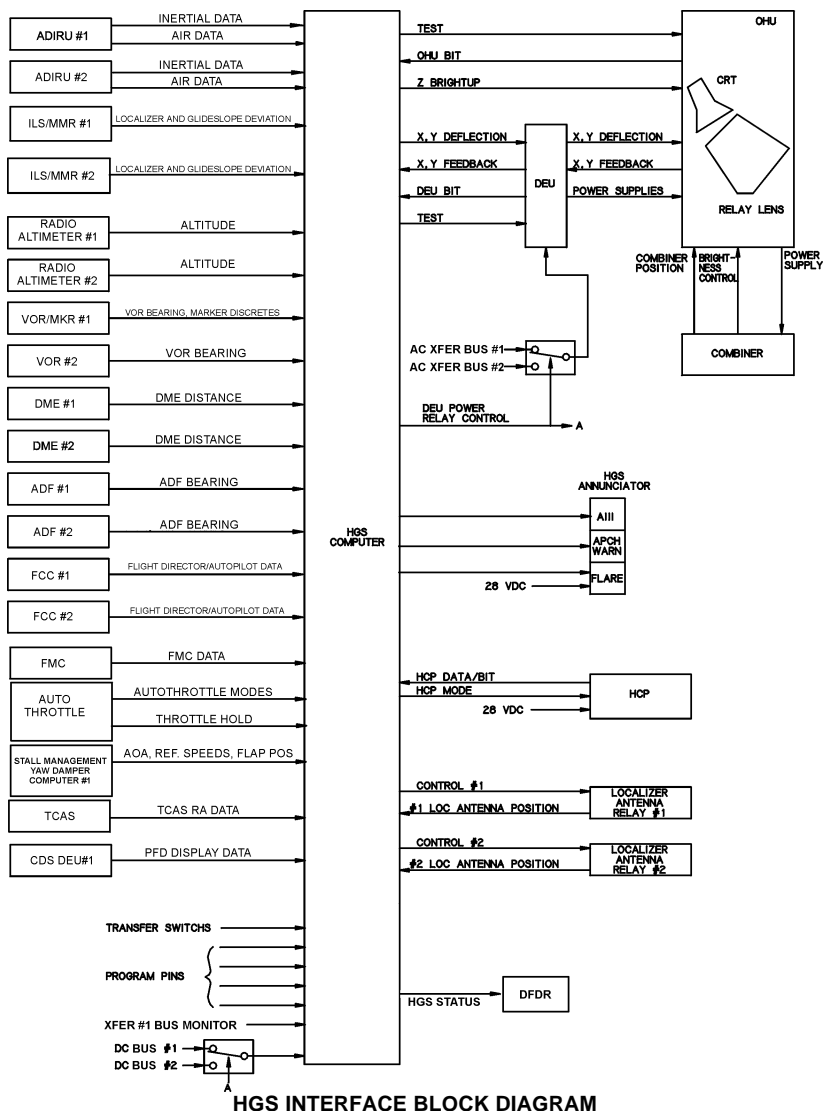 ADIRU #1
INERTIAL DATA
AIR DATA
ADIRU #2
INERTIAL DATA
AIR DATA
ILS/MMR #1
LOCALIZER AND GLIDESLOPE DEVIATION
ILS/MMR #2
LOCALIZER AND GLIDESLOPE DEVIATION
RADIO
ALTIMETER #1
ALTITUDE
RADIO
ALTIMETER #2
ALTITUDE
VOR/MKR #1
VOR BEARING, MARKER DISCRETES
VOR #2
VOR BEARING
DME #1
DME DISTANCE
DME #2
DME DISTANCE
ADF #1
ADF BEARING
ADF #2
ADF BEARING
FCC #1
FLIGHT DIRECTOR/AUTOPILOT DATA
FCC #2
FLIGHT DIRECTOR/AUTOPILOT DATA
FMC
FMC DATA
AUTO
THROTTLE
AUTOTHROTTLE MODES
THROTTLE HOLD
STALL MANAGEMENT
YAW DAMPER
COMPUTER #1
AOA, REF. SPEEDS, FLAP POS
TCAS
TCAS RA DATA
CDS DEU#1
PFD DISPLAY DATA
TRANSFER SWITCHS
PROGRAM PINS
XFER #1 BUS MONITOR
DC BUS #1
DC BUS #2
A
HGS
COMPUTER
TEST
OHU BIT
Z BRIGHTUP
X, Y DEFLECTION
X, Y FEEDBACK
DEU BIT
TEST
DEU
X, Y DEFLECTION
X, Y FEEDBACK
POWER SUPPLIES
OHU
CRT
RELAY LENS
COMBINER
POSITION
BRIGHT-
NESS
CONTROL
POWER
SUPPLY
COMBINER
AC XFER BUS #1
AC XFER BUS #2
DEU POWER
RELAY CONTROL
A
HGS
ANNUNCIATOR
AIII
APCH
WARN
FLARE
28 VDC
HCP DATA/BIT
HCP MODE
28 VDC
HCP
CONTROL #1
#1 LOC ANTENNA POSITION
LOCALIZER
ANTENNA
RELAY #1
CONTROL #2
#2 LOC ANTENNA POSITION
LOCALIZER
ANTENNA
RELAY #2
HGS STATUS
DFDR
HGS INTERFACE BLOCK DIAGRAM